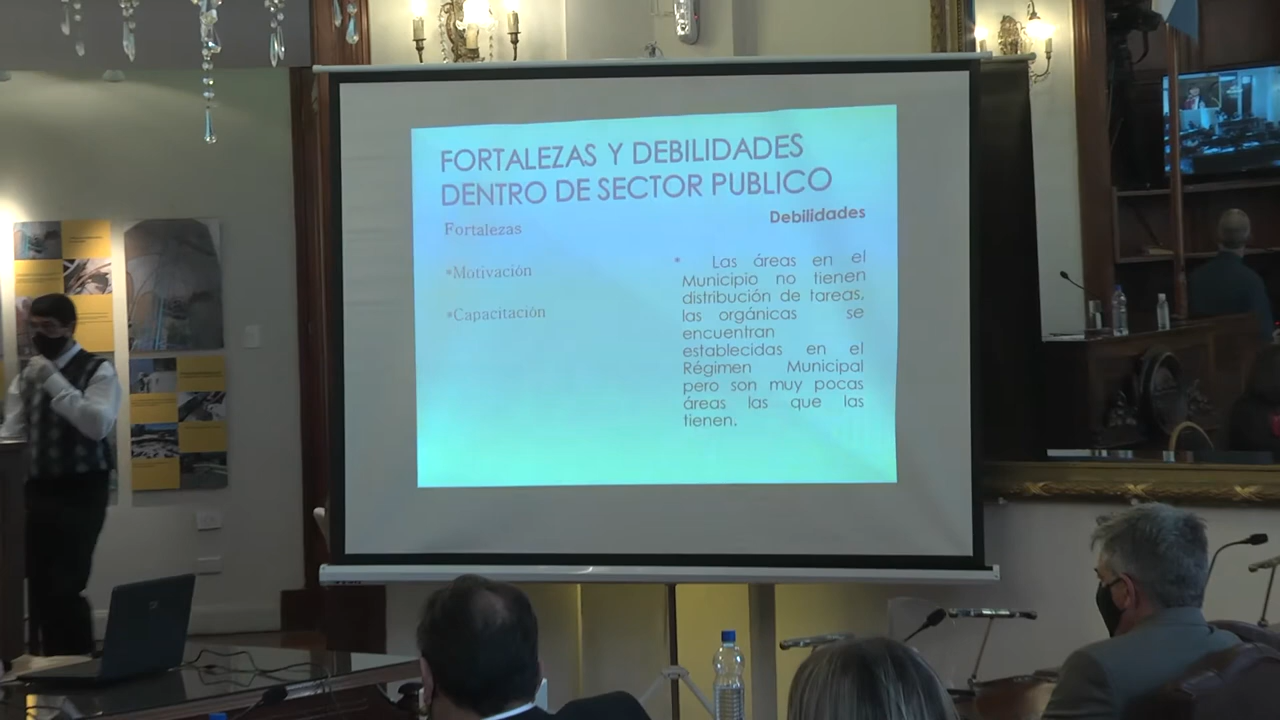 FORTALEZAS Y DEBILIDADES
DENTRO DE SECTOR PUBLICO
Fortalezas
*Motivación
*Capacitación
Debilidades
• Las áreas en el
Municipio no tienen
distribución de tareas,
las orgánicas se
encuentran
establecidas en el
Régimen Municipal
pero son muy pocas
áreas las que las
tienen.